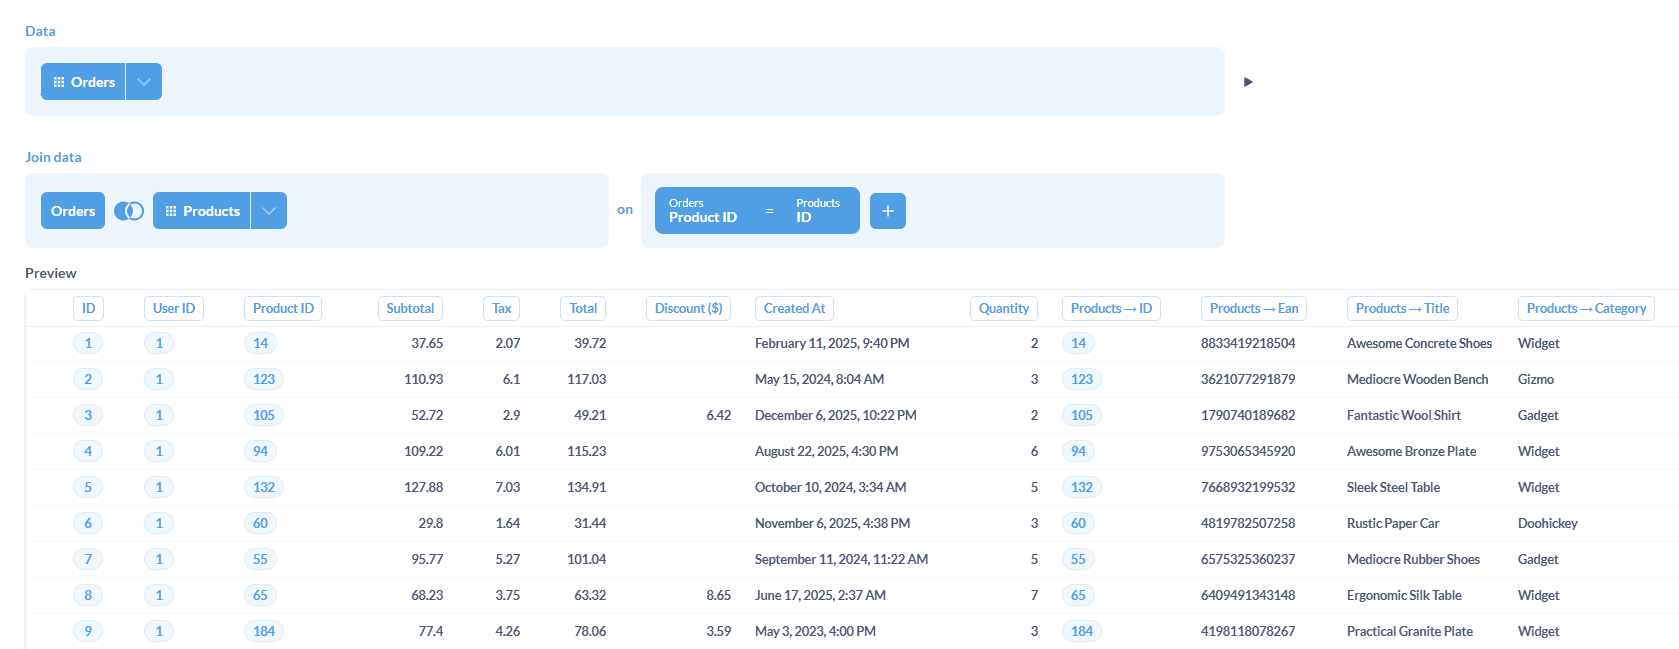 Data
Orders
Join data
Orders Products on Orders Product ID = Products ID +
Preview
ID User ID Product ID Subtotal Tax Total Discount ($) Created At Quantity Products → ID Products → Ean Products → Title Products → Category
1 1 14 37.65 2.07 39.72 February 11, 2025, 9:40 PM 2 14 8833419218504 Awesome Concrete Shoes Widget
2 1 123 110.93 6.1 117.03 May 15, 2024, 8:04 AM 3 123 3621077291879 Mediocre Wooden Bench Gizmo
3 1 105 52.72 2.9 49.21 6.42 December 6, 2025, 10:22 PM 2 105 1790740189682 Fantastic Wool Shirt Gadget
4 1 94 109.22 6.01 115.23 August 22, 2025, 4:30 PM 6 94 9753065345920 Awesome Bronze Plate Widget
5 1 132 127.88 7.03 134.91 October 10, 2024, 3:34 AM 5 132 7668932199532 Sleek Steel Table Widget
6 1 60 29.8 1.64 31.44 November 6, 2025, 4:38 PM 3 60 4819782507258 Rustic Paper Car Doohickey
7 1 55 95.77 5.27 101.04 September 11, 2024, 11:22 AM 5 55 6575325360237 Mediocre Rubber Shoes Gadget
8 1 65 68.23 3.75 63.32 8.65 June 17, 2025, 2:37 AM 7 65 6409491343148 Ergonomic Silk Table Widget
9 1 184 77.4 4.26 78.06 3.59 May 3, 2023, 4:00 PM 3 184 4198118078267 Practical Granite Plate Widget